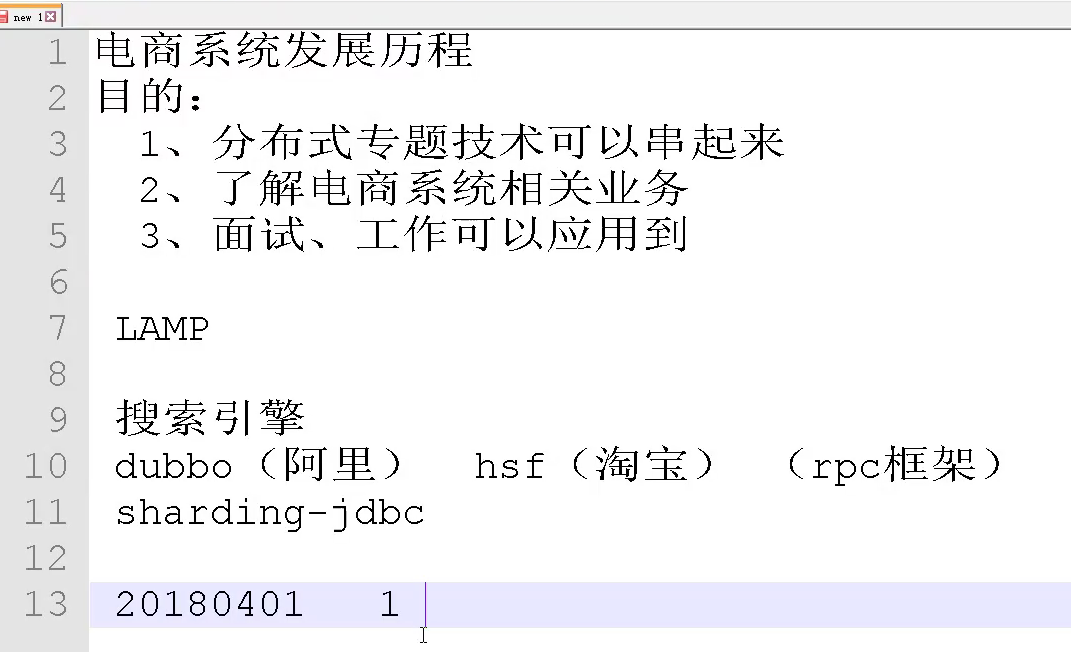 new 1
1 电商系统发展历程
2 目的：
3 1、分布式专题技术可以串起来
4 2、了解电商系统相关业务
5 3、面试、工作可以应用到
6
7 LAMP
8
9 搜索引擎
10 dubbo（阿里） hsf（淘宝） （rpc框架）
11 sharding-jdbc
12
13 20180401 1